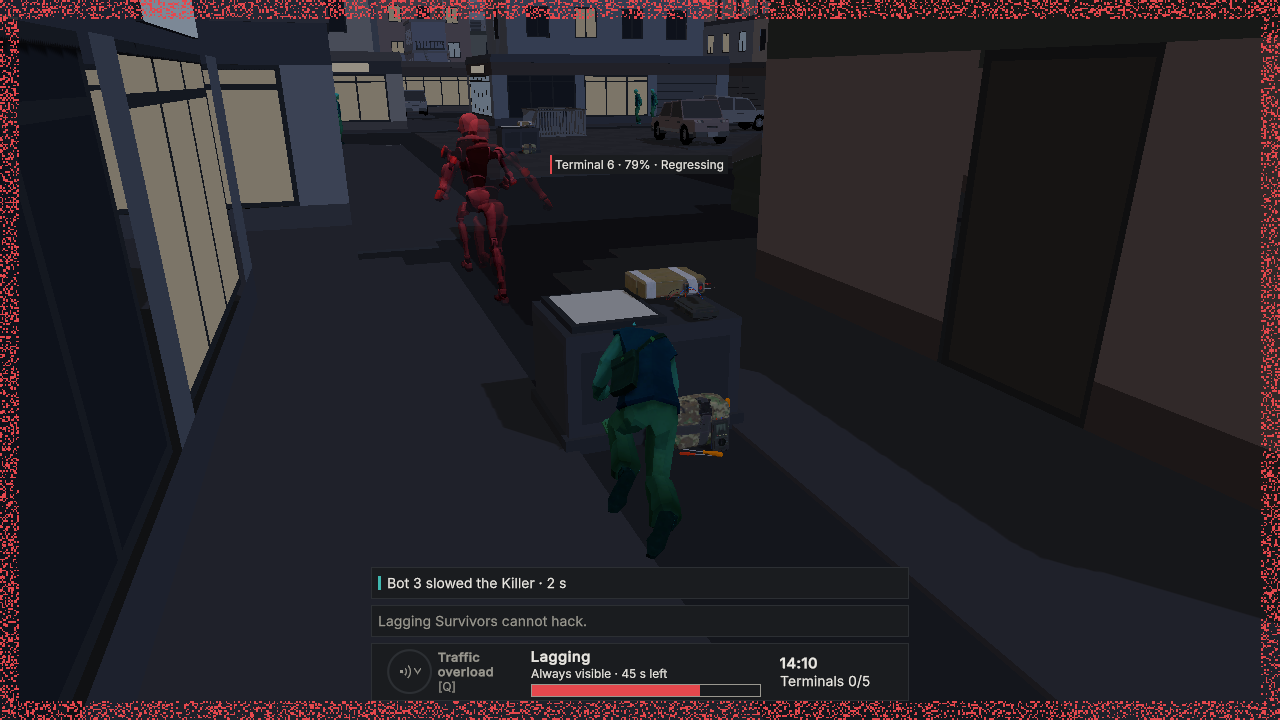 Terminal 6 · 79% · Regressing
Bot 3 slowed the Killer · 2 s
Lagging Survivors cannot hack.
Traffic
overload
[Q]
Lagging
Always visible · 45 s left
14:10
Terminals 0/5